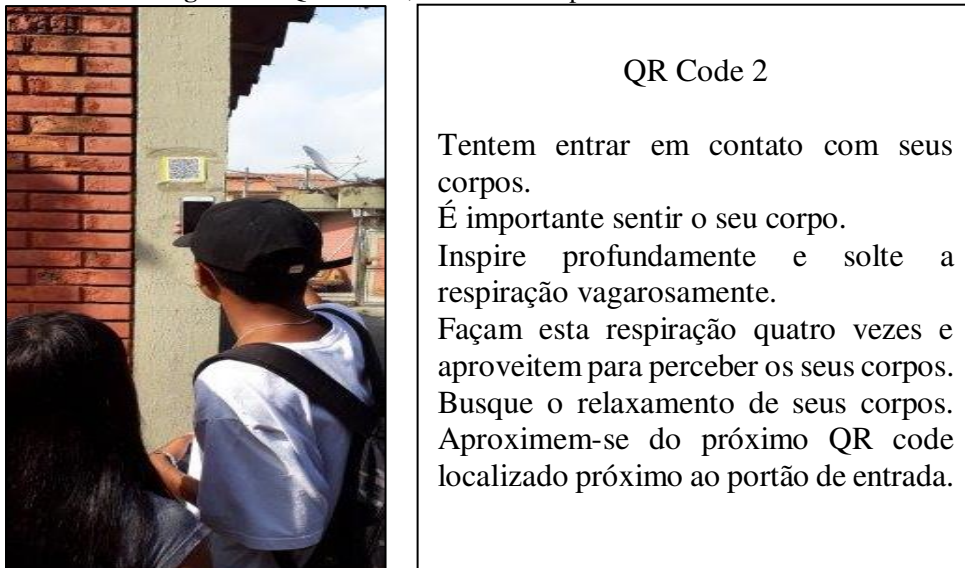 QR Code 2
Tentem entrar em contato com seus
corpos.
É importante sentir o seu corpo.
Inspire profundamente e solte a
respiração vagarosamente.
Façam esta respiração quatro vezes e
aproveitem para perceber os seus corpos.
Busque o relaxamento de seus corpos.
Aproximem-se do próximo QR code
localizado próximo ao portão de entrada.